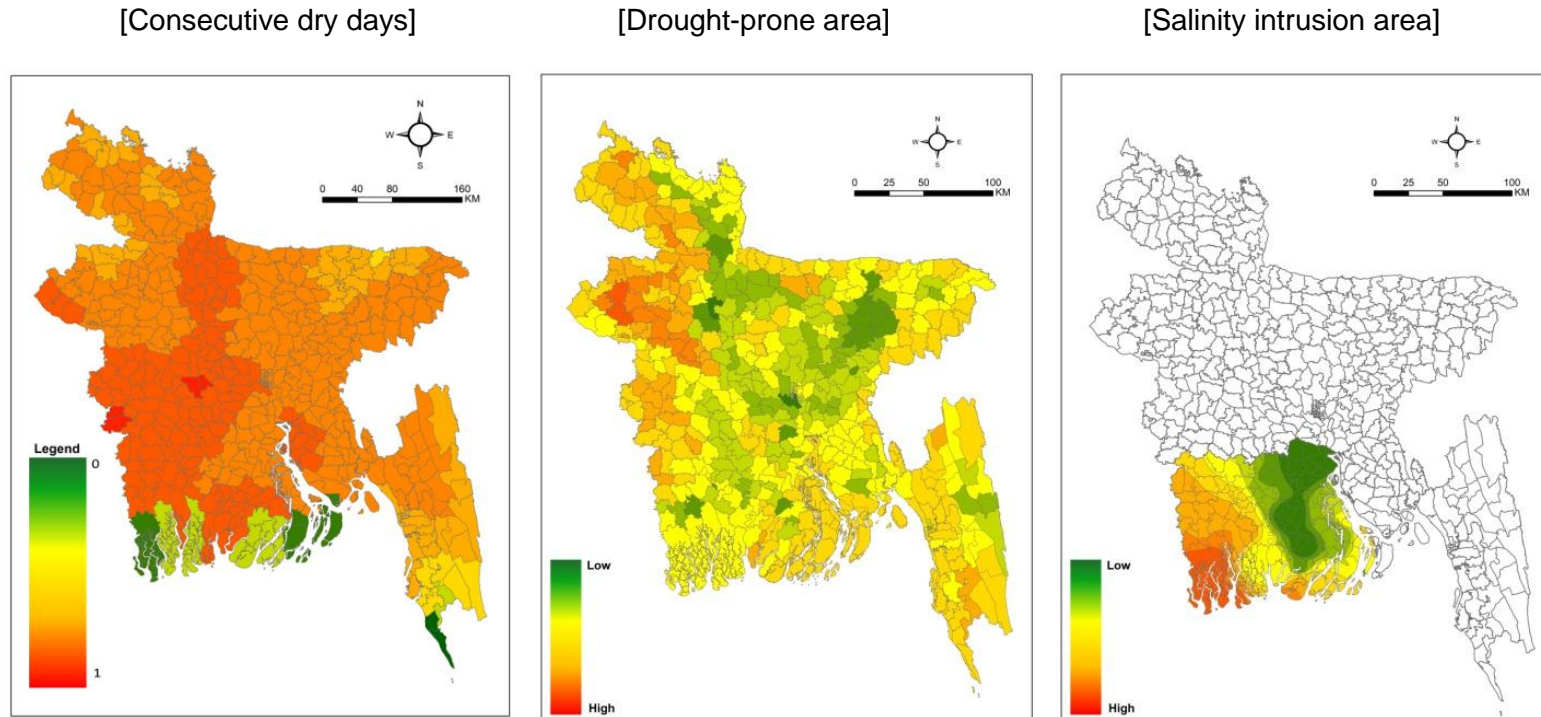 [Consecutive dry days]
[Drought-prone area]
[Salinity intrusion area]
N
W E
S
0 40 80 160
KM
Legend
0
1
N
W E
S
0 25 50 100
KM
Low
High
N
W E
S
0 25 50 100
KM
Low
High